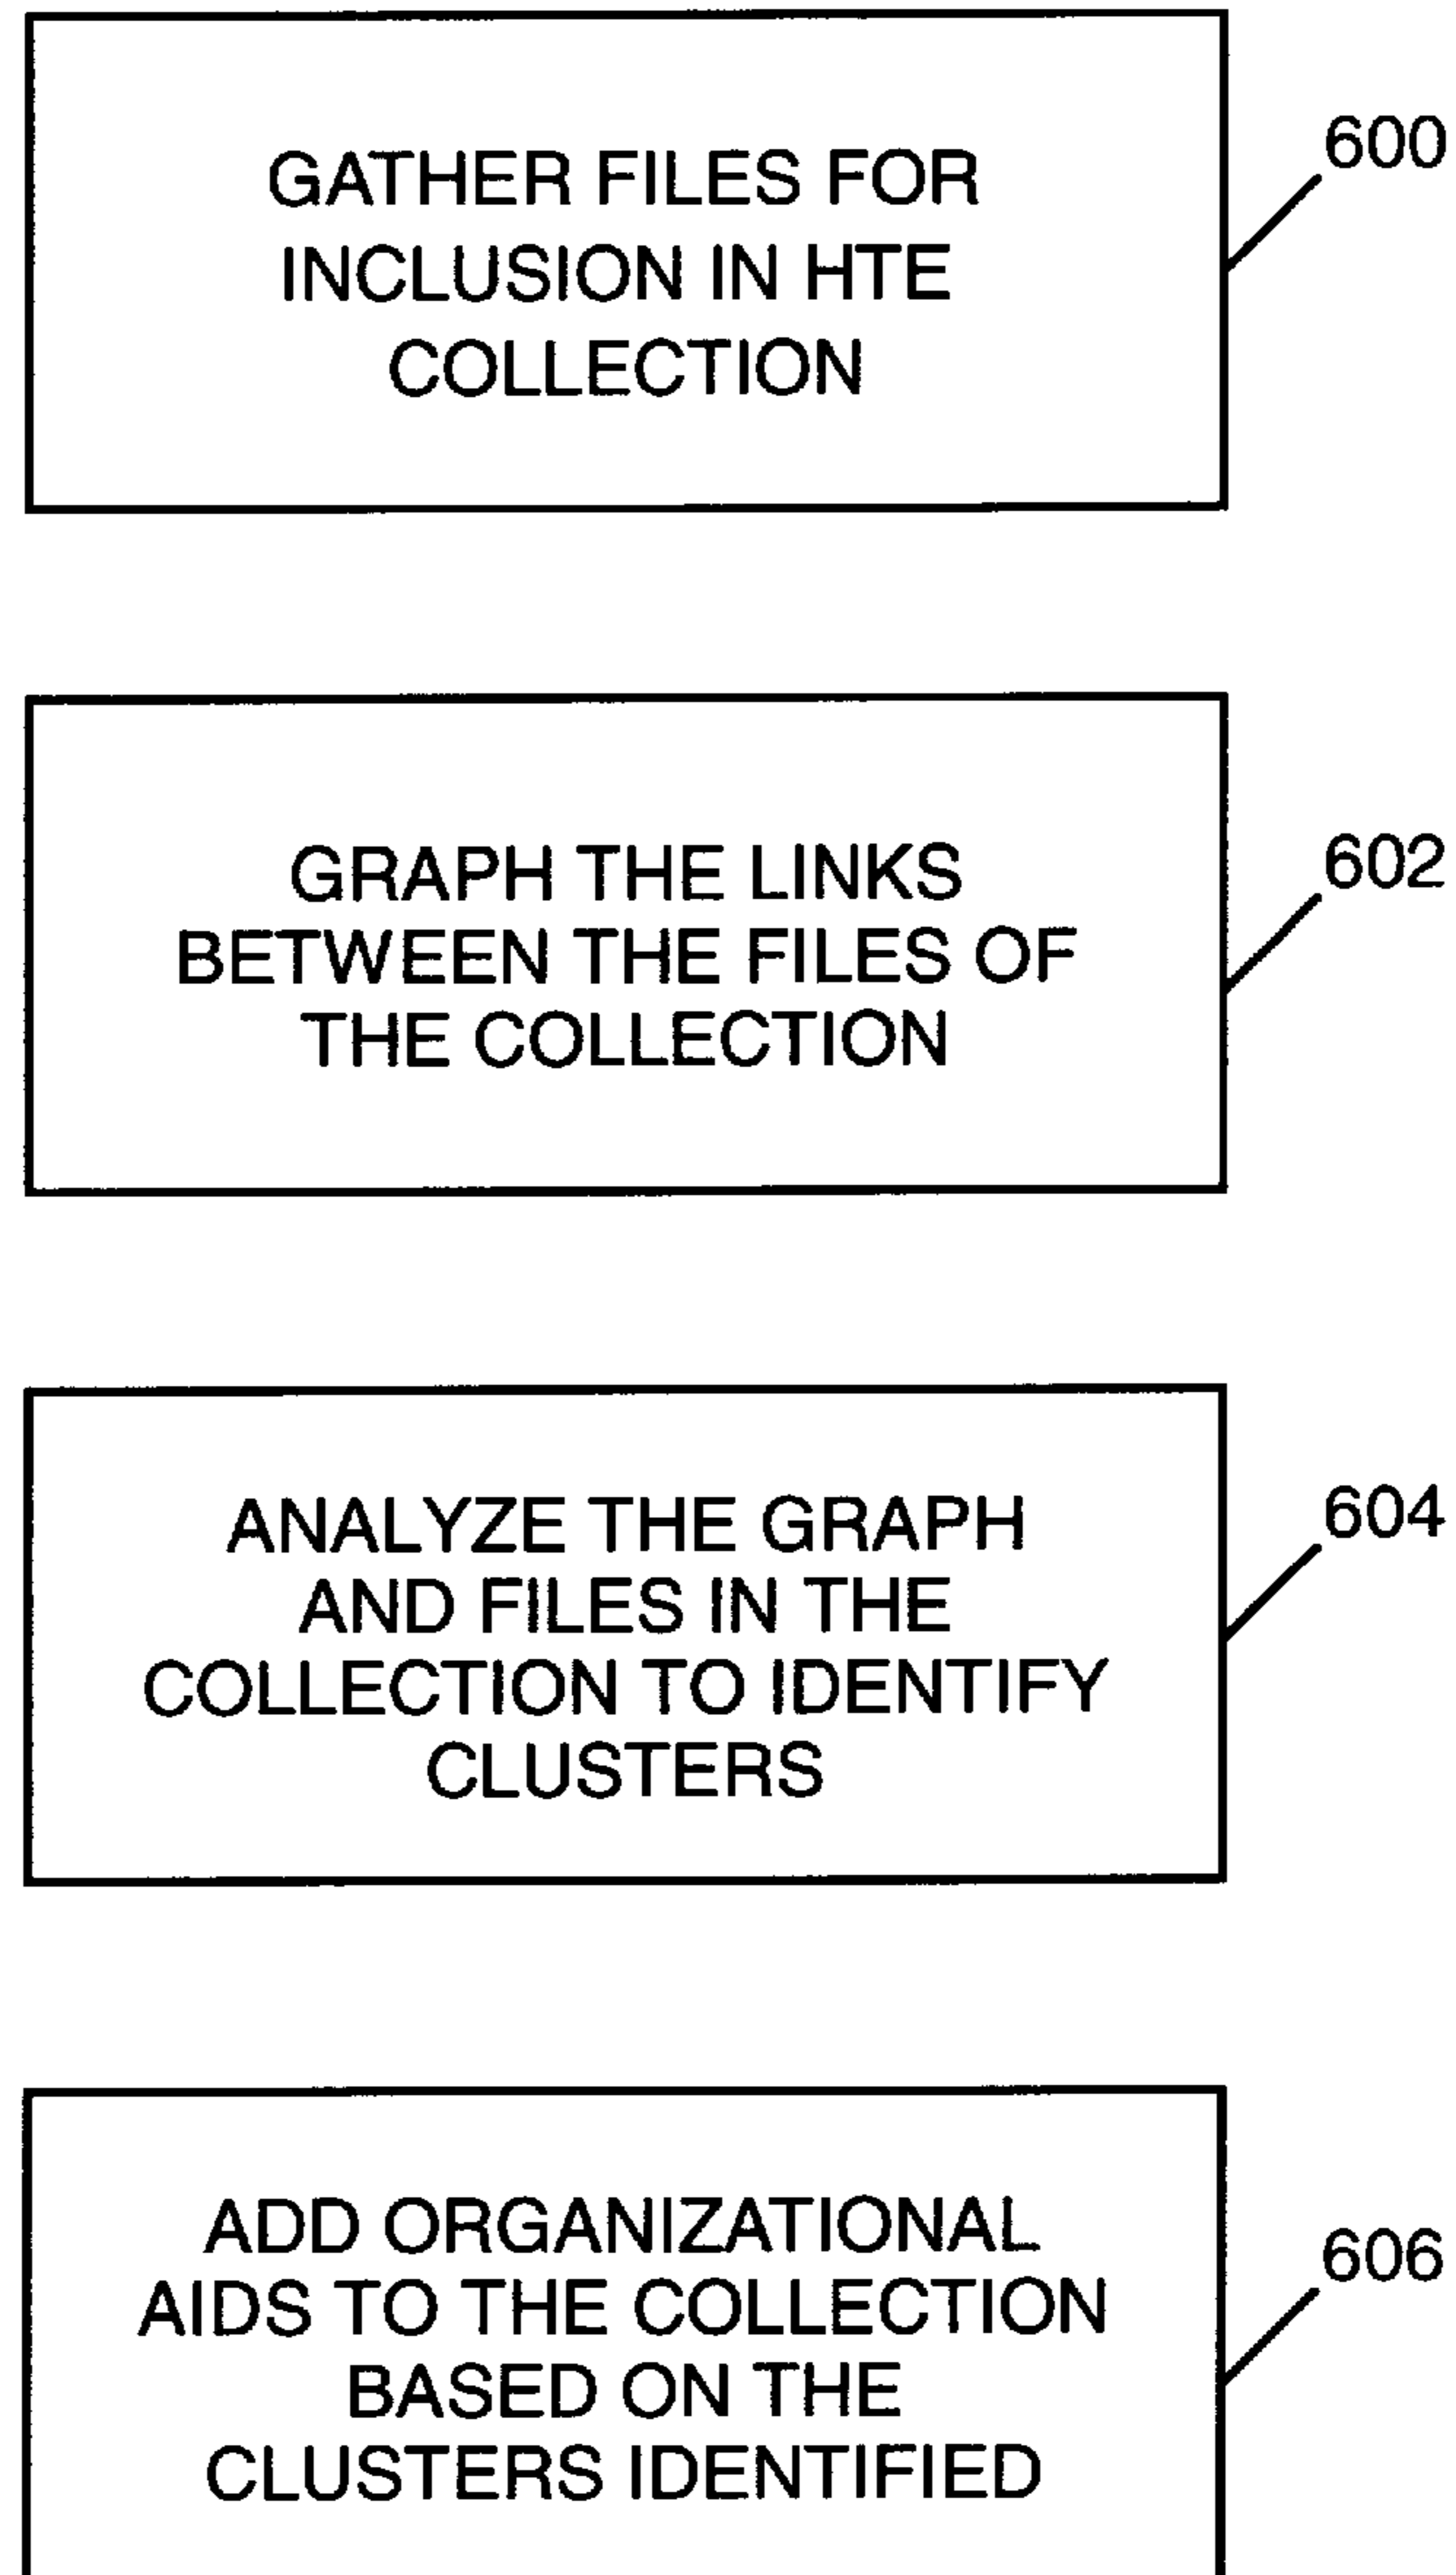 GATHER FILES FOR
INCLUSION IN HTE
COLLECTION
600
GRAPH THE LINKS
BETWEEN THE FILES OF
THE COLLECTION
602
ANALYZE THE GRAPH
AND FILES IN THE
COLLECTION TO IDENTIFY
CLUSTERS
604
ADD ORGANIZATIONAL
AIDS TO THE COLLECTION
BASED ON THE
CLUSTERS IDENTIFIED
606